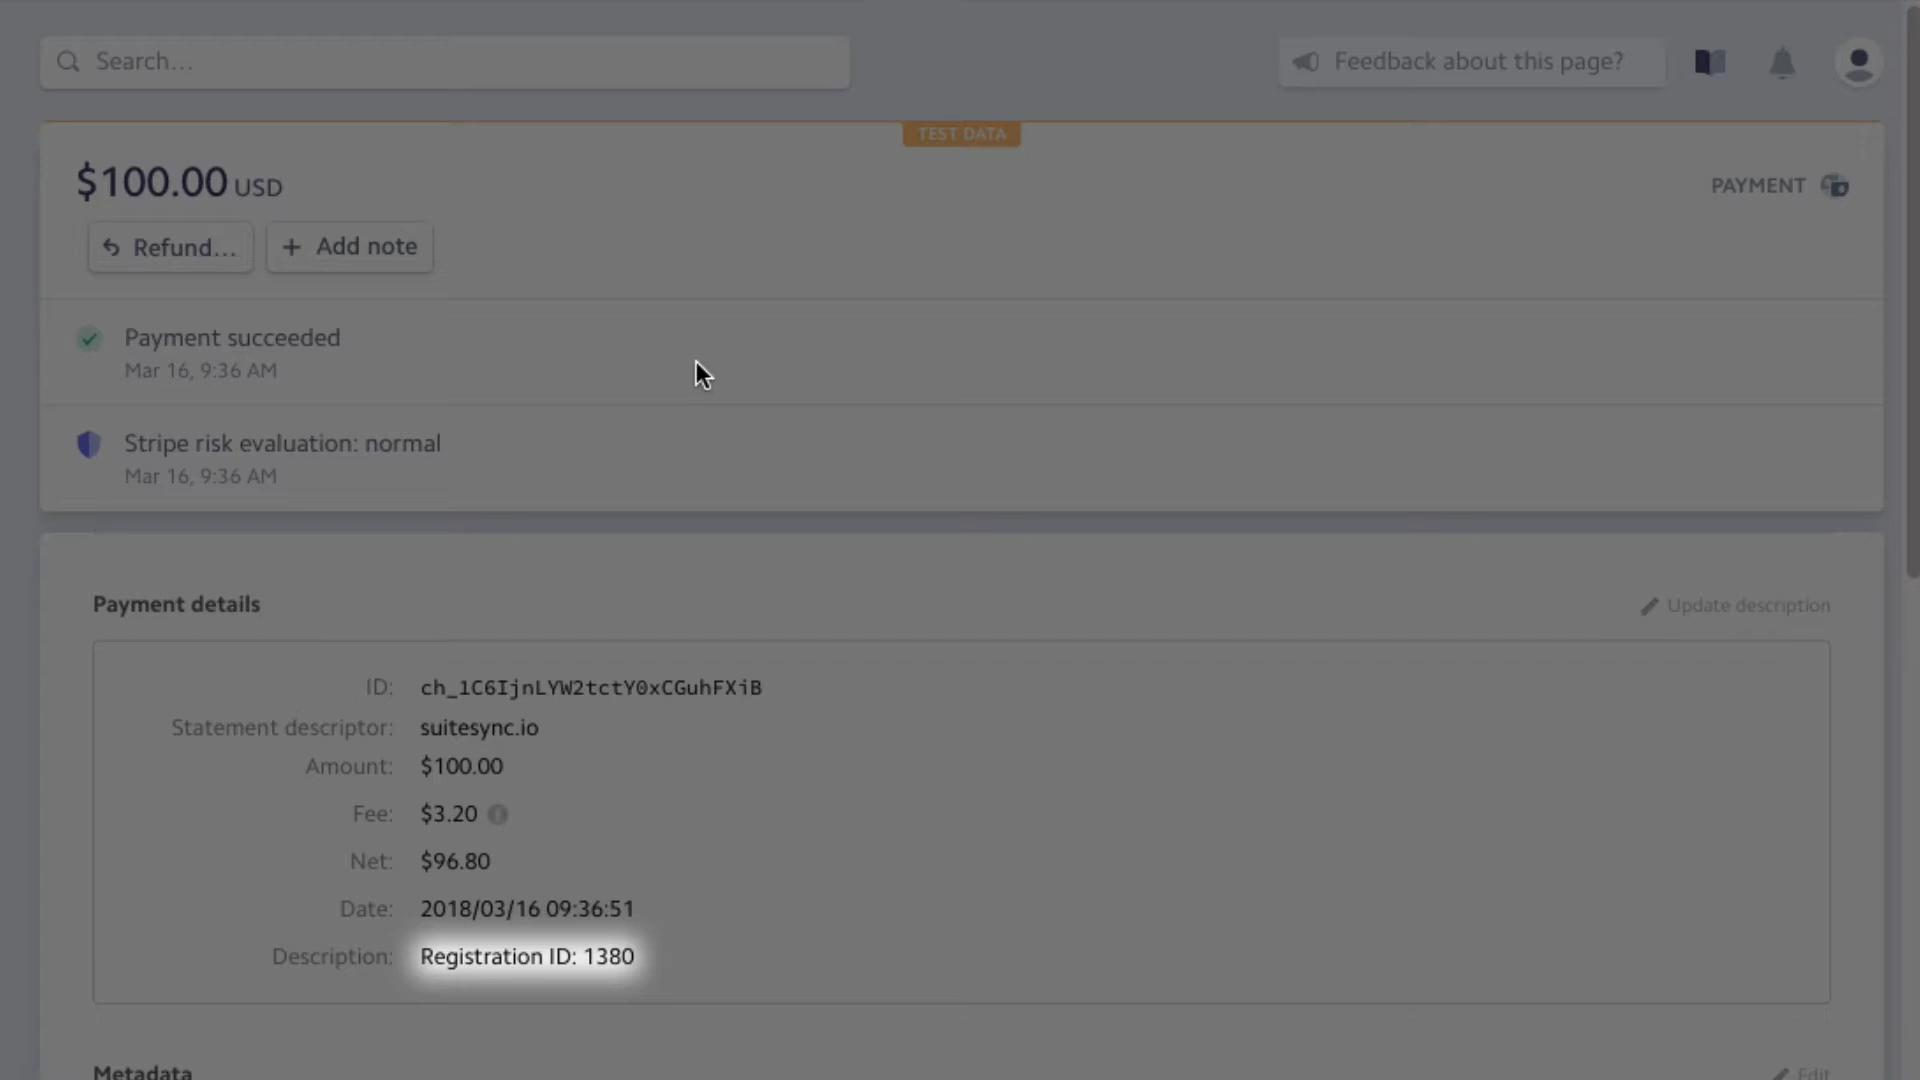 Search...
Feedback about this page?
TEST DATA
$100.00 USD
PAYMENT
Refund...
Add note
Payment succeeded
Mar 16, 9:36 AM
Stripe risk evaluation: normal
Mar 16, 9:36 AM
Payment details
Update description
ID: ch_1C6IjnLYW2tctY0xCGuhFXiB
Statement descriptor: suitesync.io
Amount: $100.00
Fee: $3.20
Net: $96.80
Date: 2018/03/16 09:36:51
Description: Registration ID: 1380
Metadata
Edit